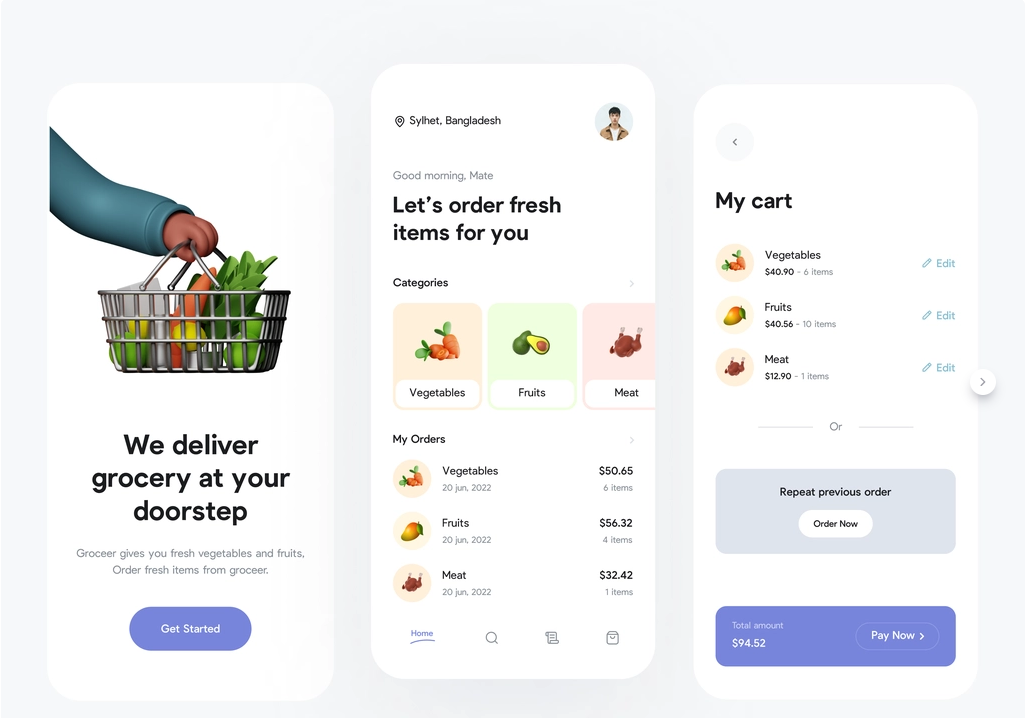 We deliver
grocery at your
doorstep
Groceer gives you fresh vegetables and fruits,
Order fresh items from groceer.
Get Started
Sylhet, Bangladesh
Good morning, Mate
Let's order fresh
items for you
Categories
Vegetables
Fruits
Meat
My Orders
Vegetables $50.65
20 jun, 2022 6 items
Fruits $56.32
20 jun, 2022 4 items
Meat $32.42
20 jun, 2022 1 items
Home
My cart
Vegetables
$40.90 - 6 items
Edit
Fruits
$40.56 - 10 items
Edit
Meat
$12.90 - 1 items
Edit
Or
Repeat previous order
Order Now
Total amount
$94.52
Pay Now